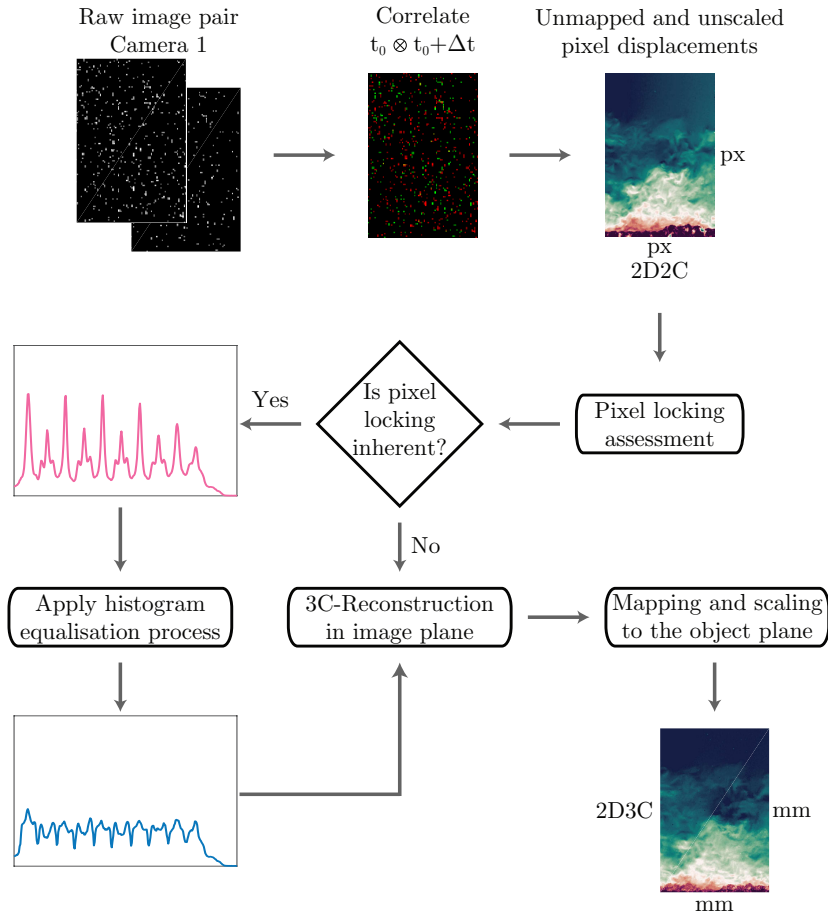 Raw image pair
Camera 1
Correlate
t₀ ⊗ t₀+Δt
Unmapped and unscaled
pixel displacements
px
px
2D2C
Pixel locking
assessment
Is pixel
locking
inherent?
Yes
No
Apply histogram
equalisation process
3C-Reconstruction
in image plane
Mapping and scaling
to the object plane
2D3C
mm
mm